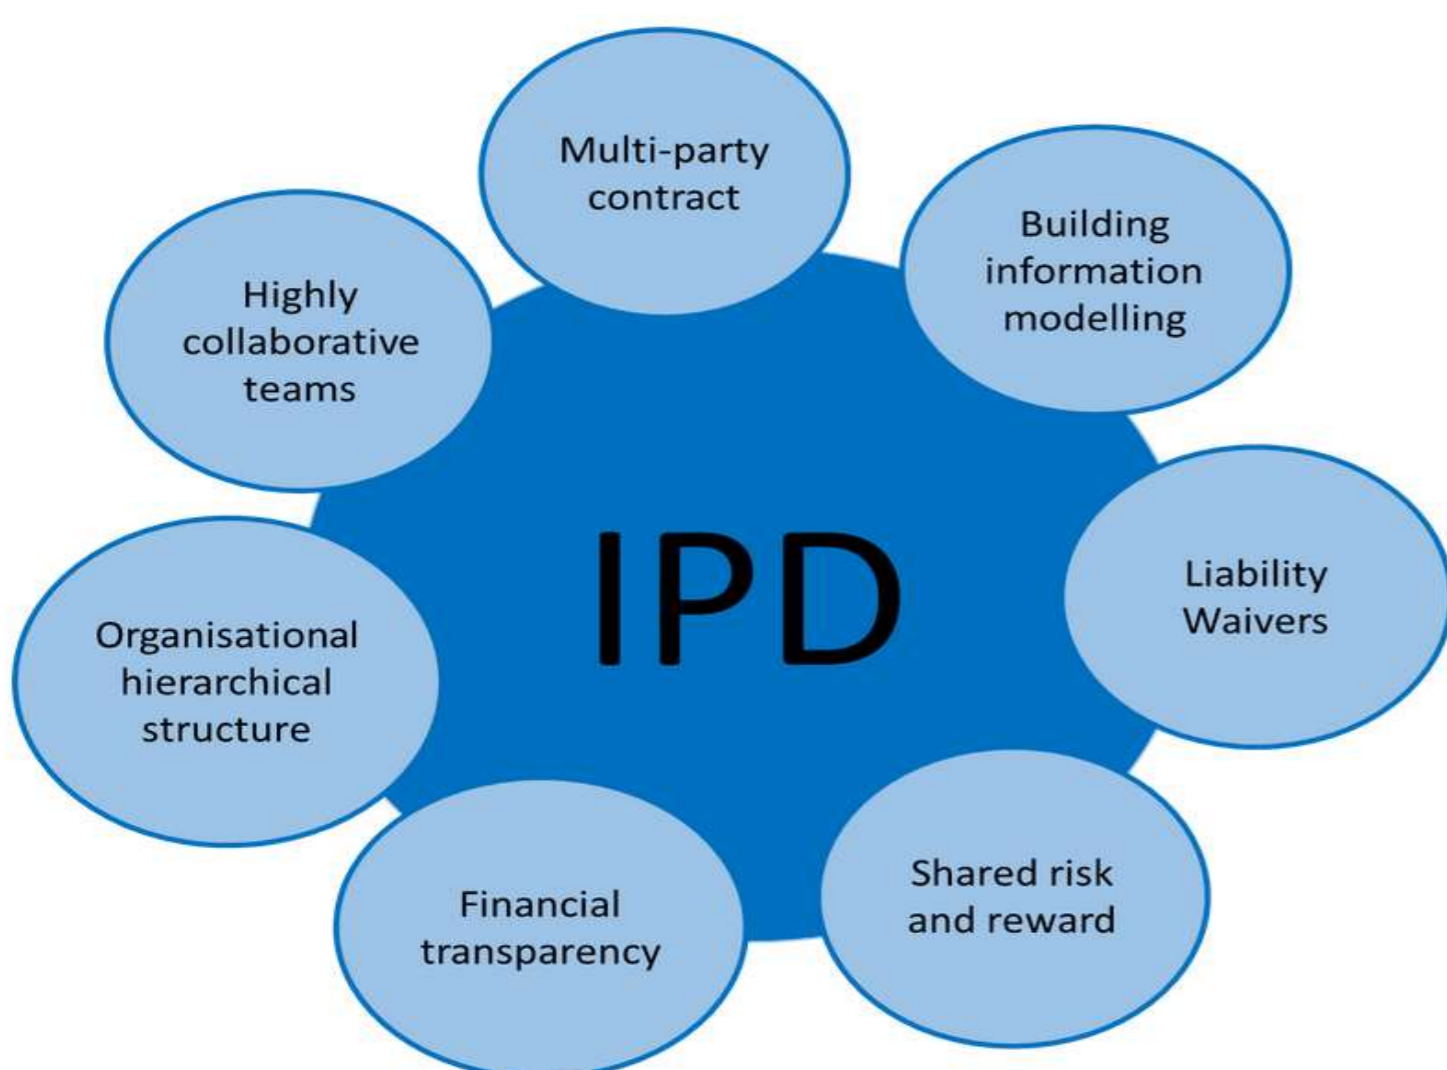 Multi-party
contract
Building
information
modelling
Highly
collaborative
teams
IPD
Liability
Waivers
Organisational
hierarchical
structure
Shared risk
and reward
Financial
transparency